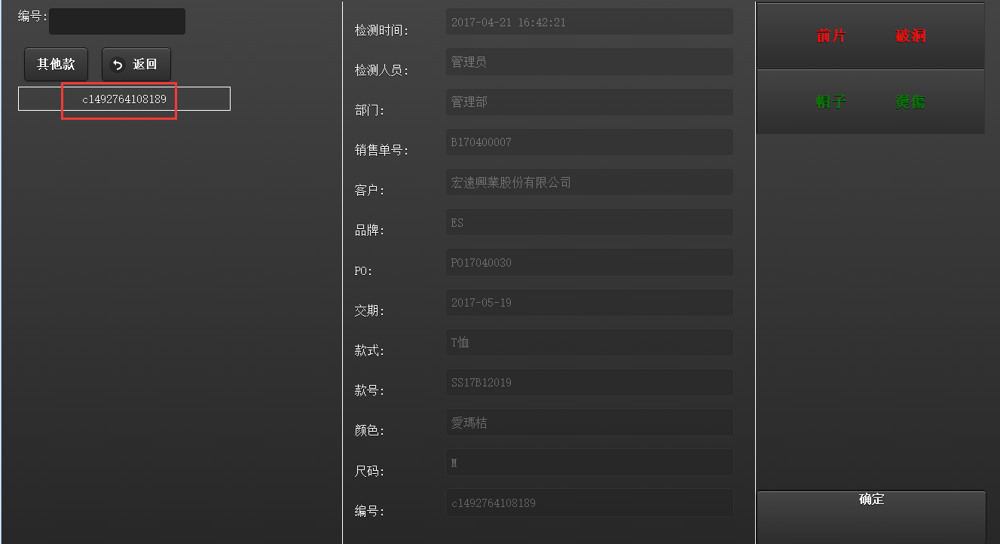 编号:
其他款 返回
c1492764108189
检测时间: 2017-04-21 16:42:21
检测人员: 管理员
部门: 管理部
销售单号: B170400007
客户: 宏遠興業股份有限公司
品牌: ES
PO: PO17040030
交期: 2017-05-19
款式: T恤
款号: SS17B12019
颜色: 愛瑪桔
尺码: M
编号: c1492764108189
前片 破洞
帽子 燙傷
确定